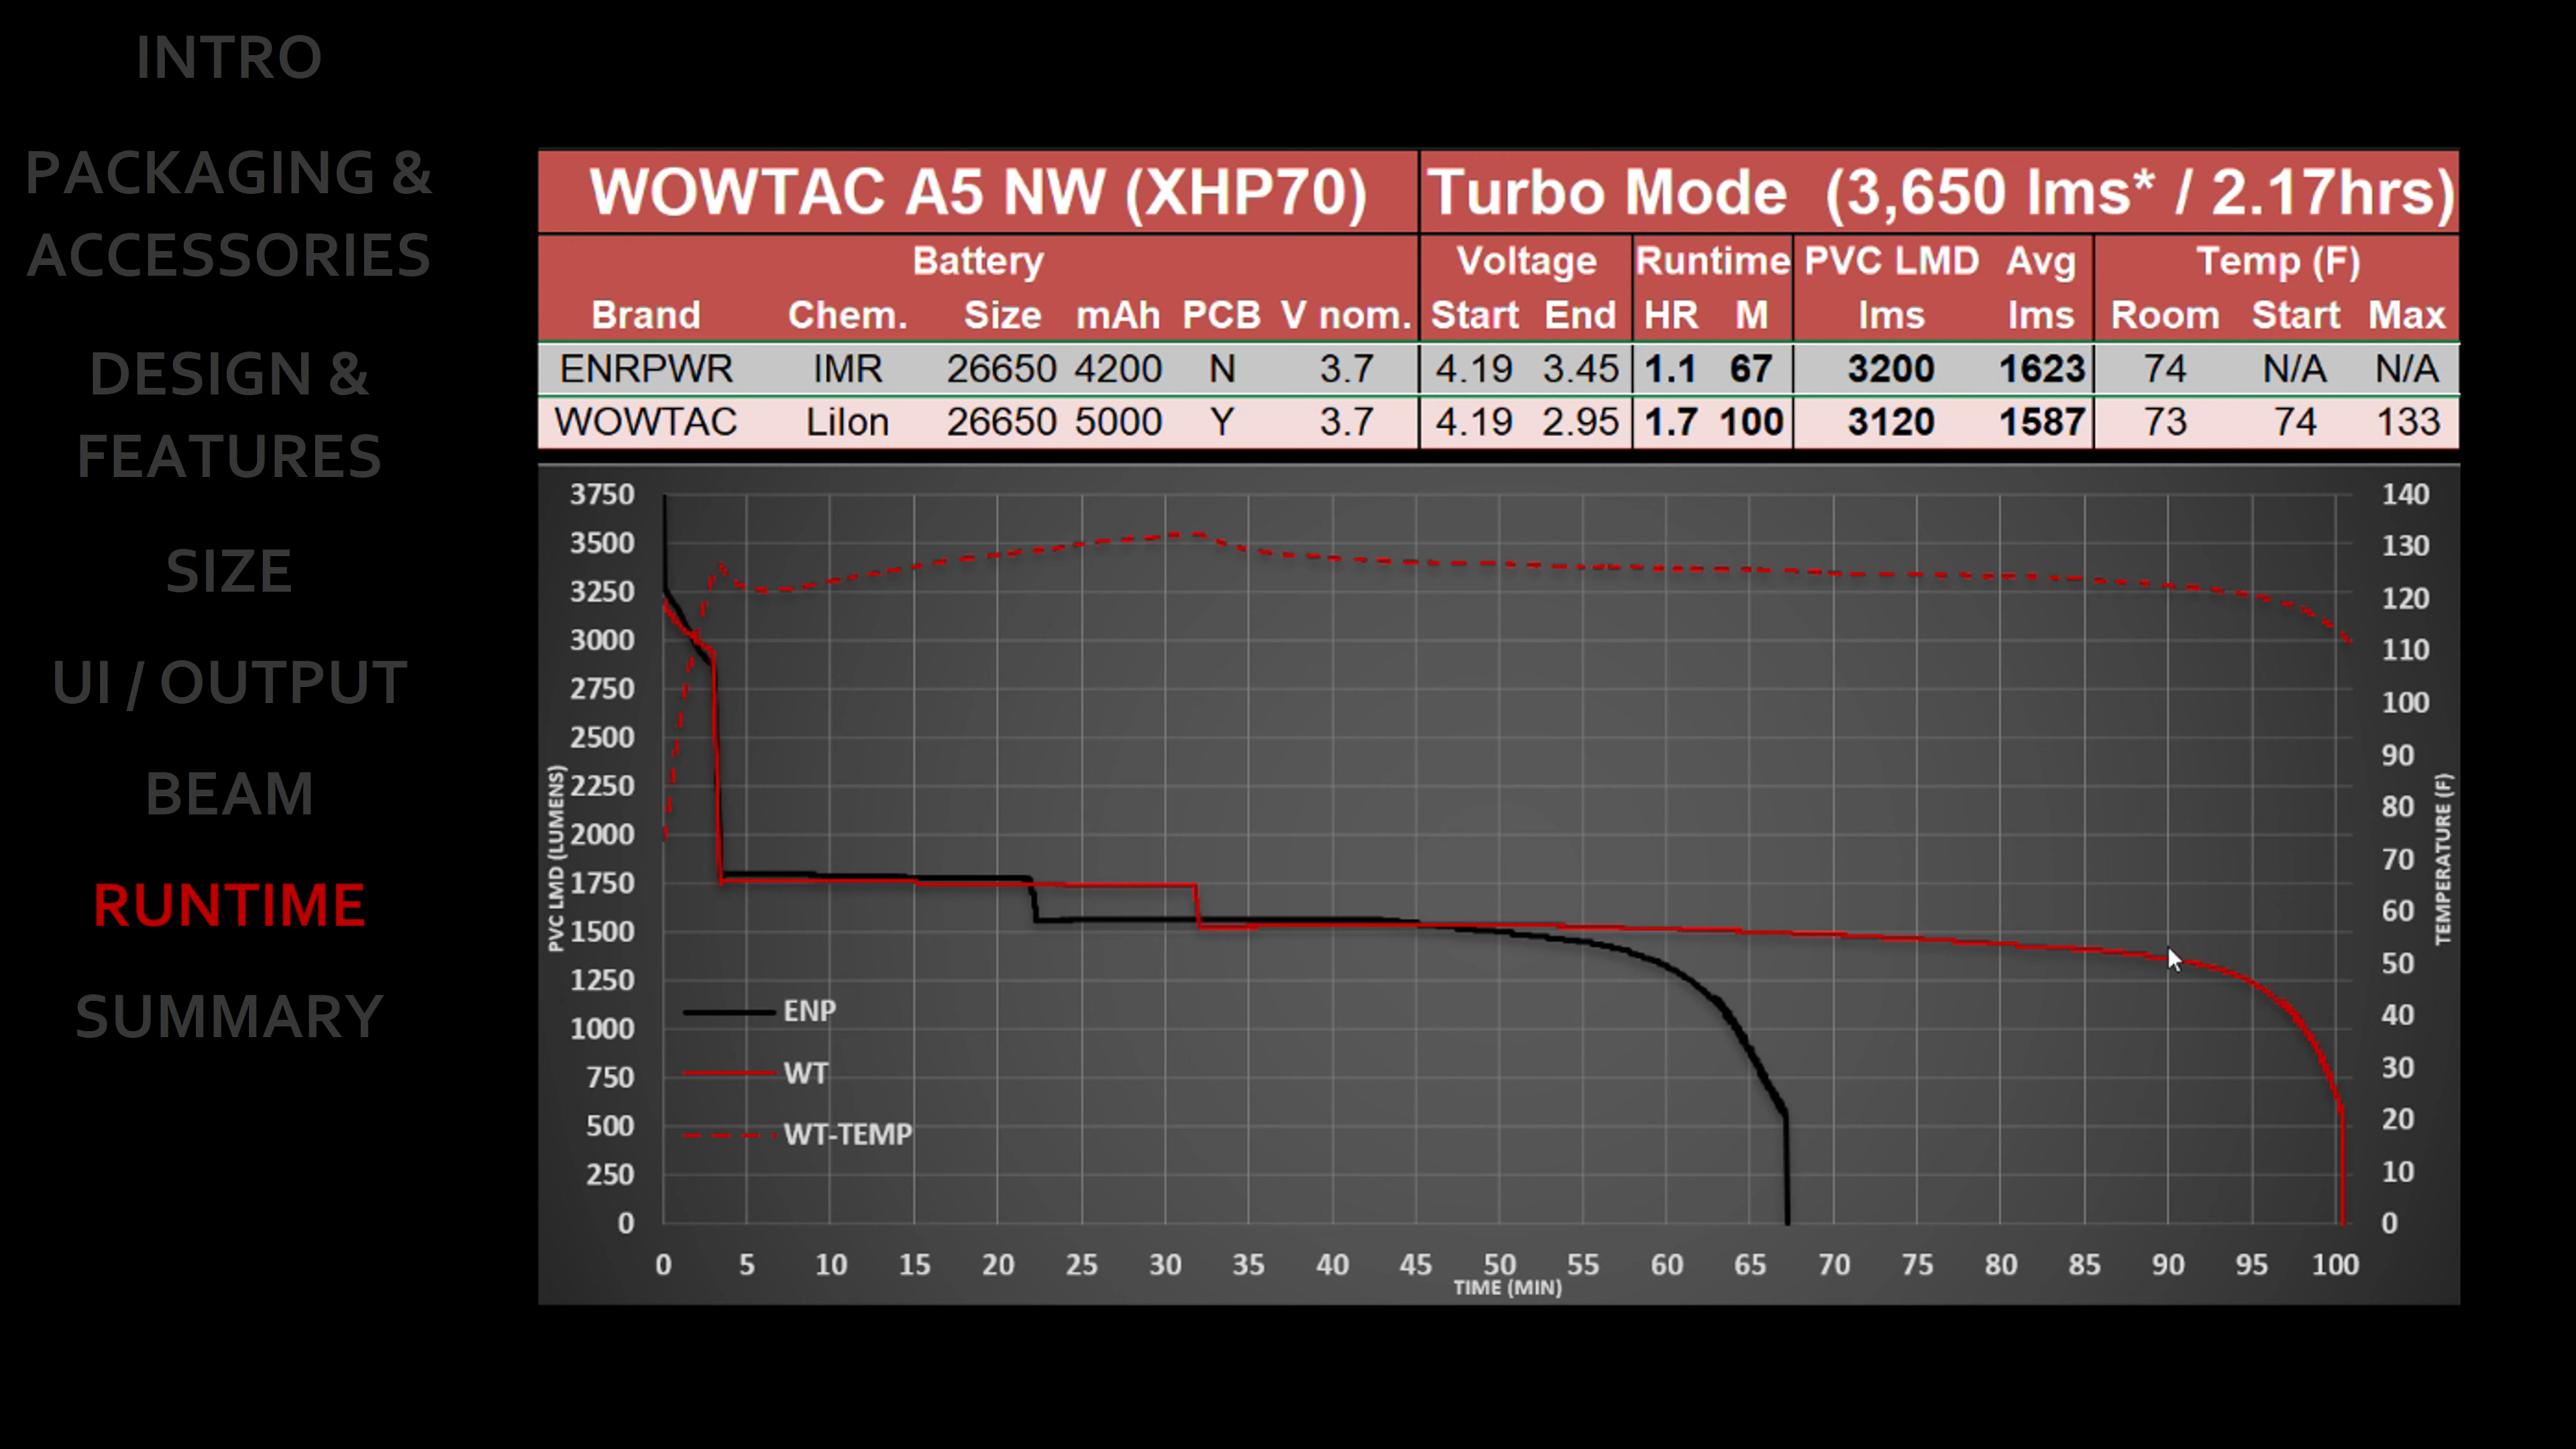 INTRO
PACKAGING &
ACCESSORIES
DESIGN &
FEATURES
SIZE
UI / OUTPUT
BEAM
RUNTIME
SUMMARY
WOWTAC A5 NW (XHP70) Turbo Mode (3,650 lms* / 2.17hrs)
Battery Voltage Runtime PVC LMD Avg Temp (F)
Brand Chem. Size mAh PCB V nom. Start End HR M lms lms Room Start Max
ENRPWR IMR 26650 4200 N 3.7 4.19 3.45 1.1 67 3200 1623 74 N/A N/A
WOWTAC LiIon 26650 5000 Y 3.7 4.19 2.95 1.7 100 3120 1587 73 74 133
PVC LMD (LUMENS)
3750
3500
3250
3000
2750
2500
2250
2000
1750
1500
1250
1000
750
500
250
0
ENP
WT
WT-TEMP
140
130
120
110
100
90
80
70
60
50
40
30
20
10
0
TEMPERATURE (F)
0 5 10 15 20 25 30 35 40 45 50 55 60 65 70 75 80 85 90 95 100
TIME (MIN)